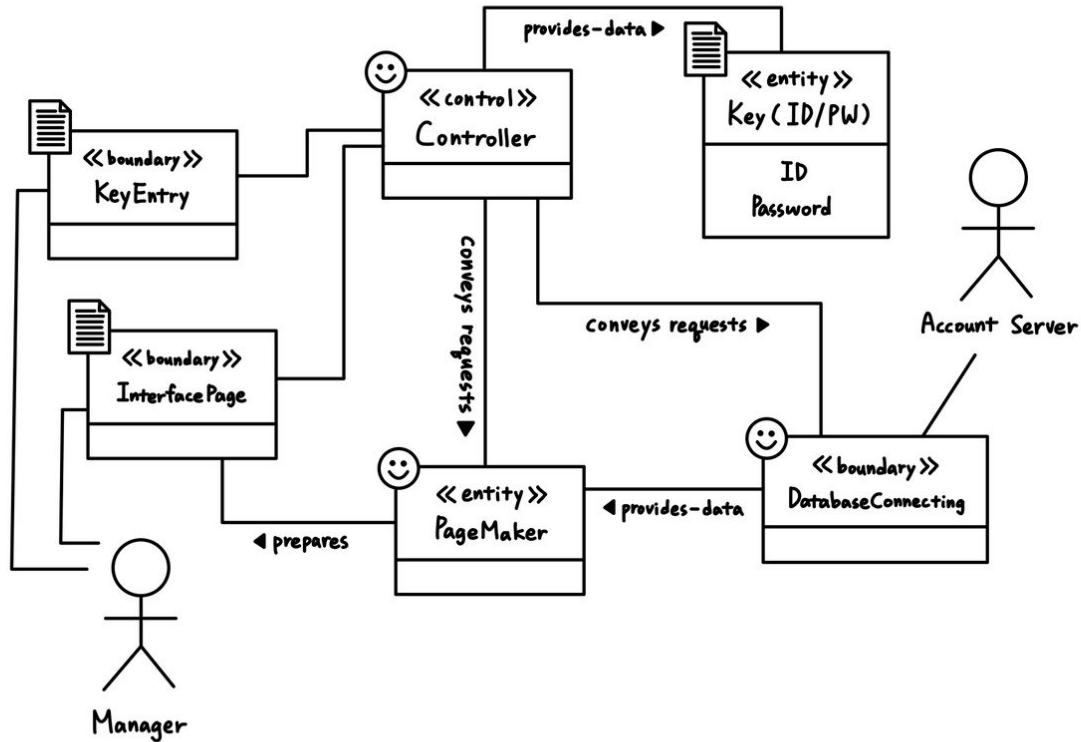 provides-data ▶
≪control≫
Controller
≪entity≫
Key (ID/PW)
ID
Password
≪boundary≫
KeyEntry
Account Server
conveys requests ▶
conveys requests ▶
≪boundary≫
InterfacePage
≪boundary≫
DatabaseConnecting
≪entity≫
PageMaker
◀ provides-data
◀ prepares
Manager